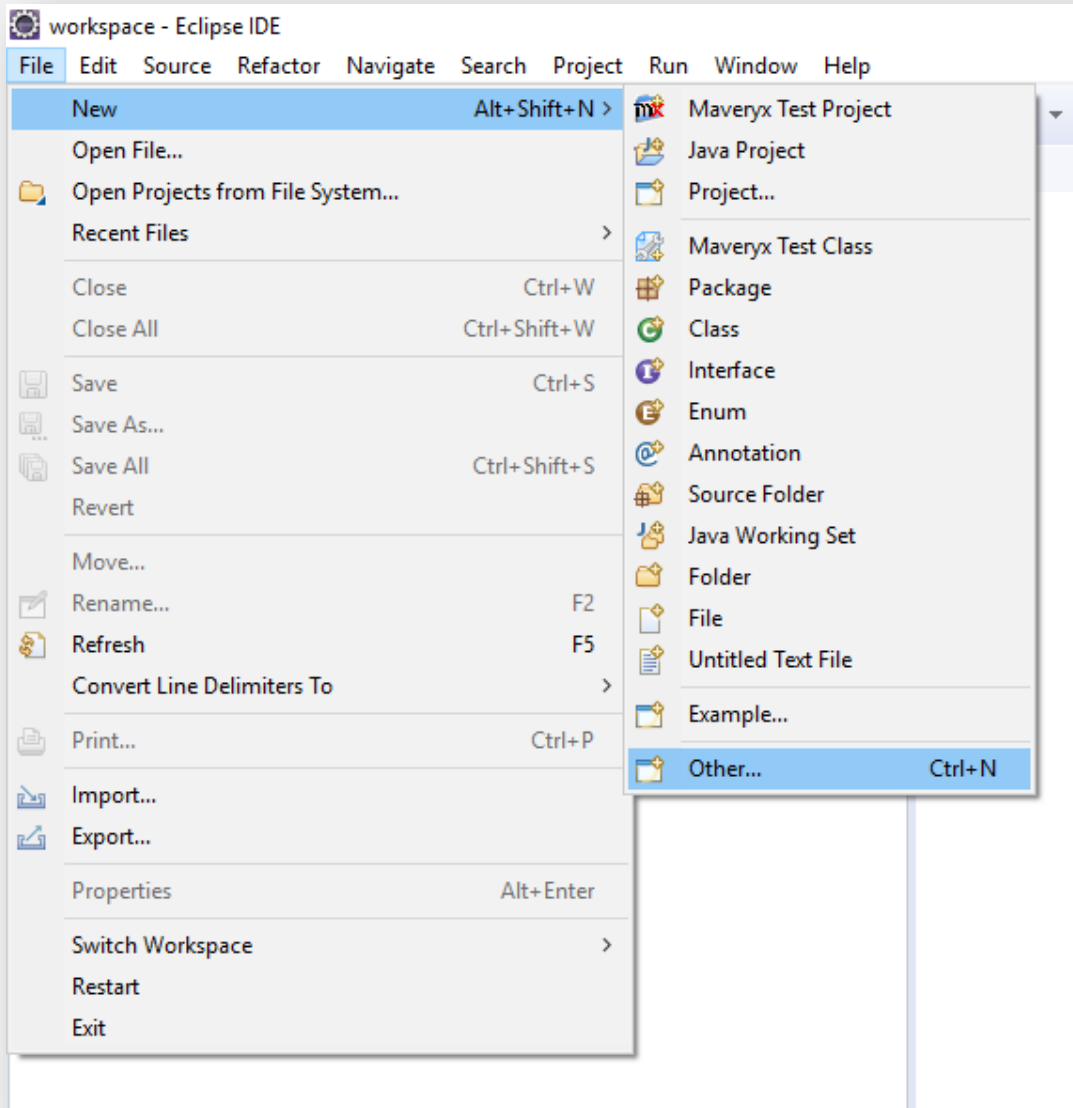 workspace - Eclipse IDE
File Edit Source Refactor Navigate Search Project Run Window Help
New Alt+Shift+N >
Open File...
Open Projects from File System...
Recent Files >
Close Ctrl+W
Close All Ctrl+Shift+W
Save Ctrl+S
Save As...
Save All Ctrl+Shift+S
Revert
Move...
Rename... F2
Refresh F5
Convert Line Delimiters To >
Print... Ctrl+P
Import...
Export...
Properties Alt+Enter
Switch Workspace >
Restart
Exit
Maveryx Test Project
Java Project
Project...
Maveryx Test Class
Package
Class
Interface
Enum
Annotation
Source Folder
Java Working Set
Folder
File
Untitled Text File
Example...
Other... Ctrl+N